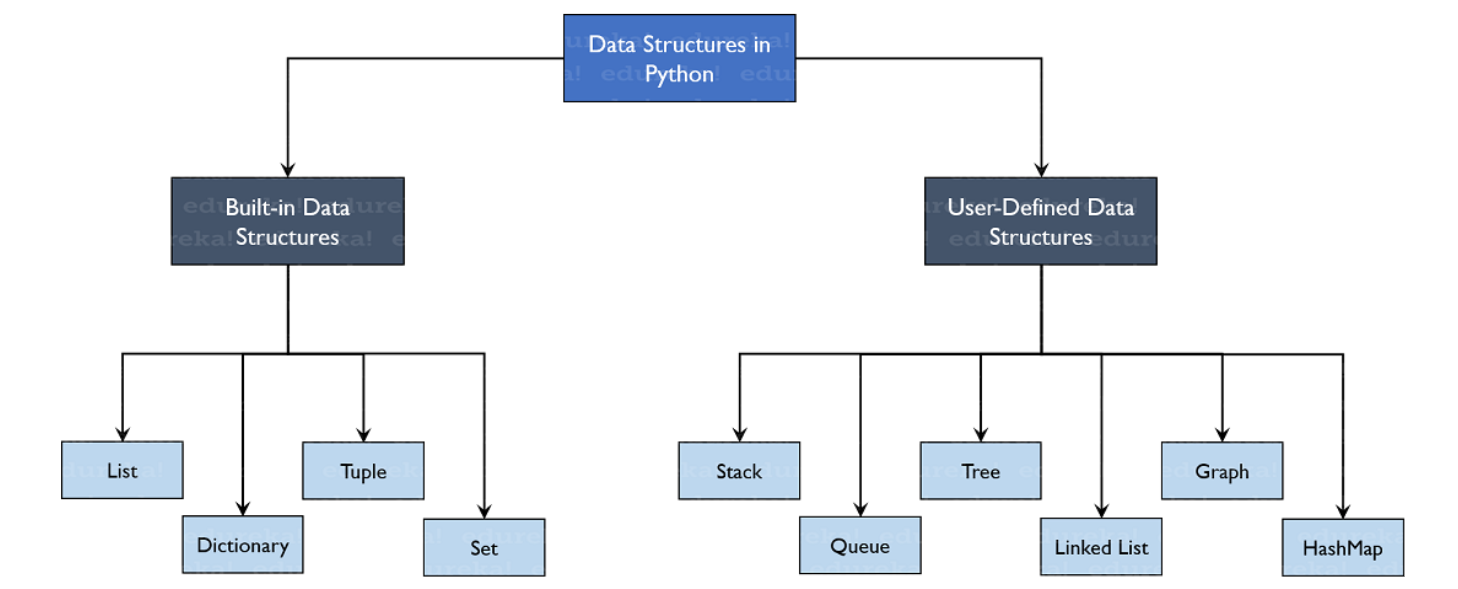 Data Structures in
Python
Built-in Data
Structures
User-Defined Data
Structures
List
Tuple
Dictionary
Set
Stack
Tree
Graph
Queue
Linked List
HashMap